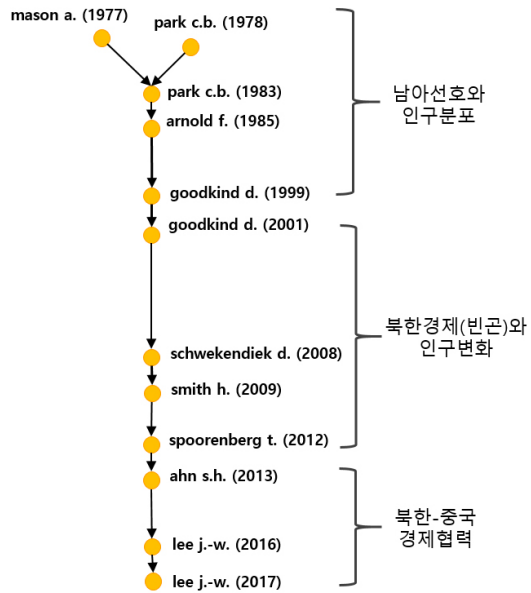 mason a. (1977)
park c.b. (1978)
park c.b. (1983)
arnold f. (1985)
goodkind d. (1999)
남아선호와
인구분포
goodkind d. (2001)
schwekendiek d. (2008)
smith h. (2009)
spoorenberg t. (2012)
북한경제(빈곤)와
인구변화
ahn s.h. (2013)
lee j.-w. (2016)
lee j.-w. (2017)
북한-중국
경제협력